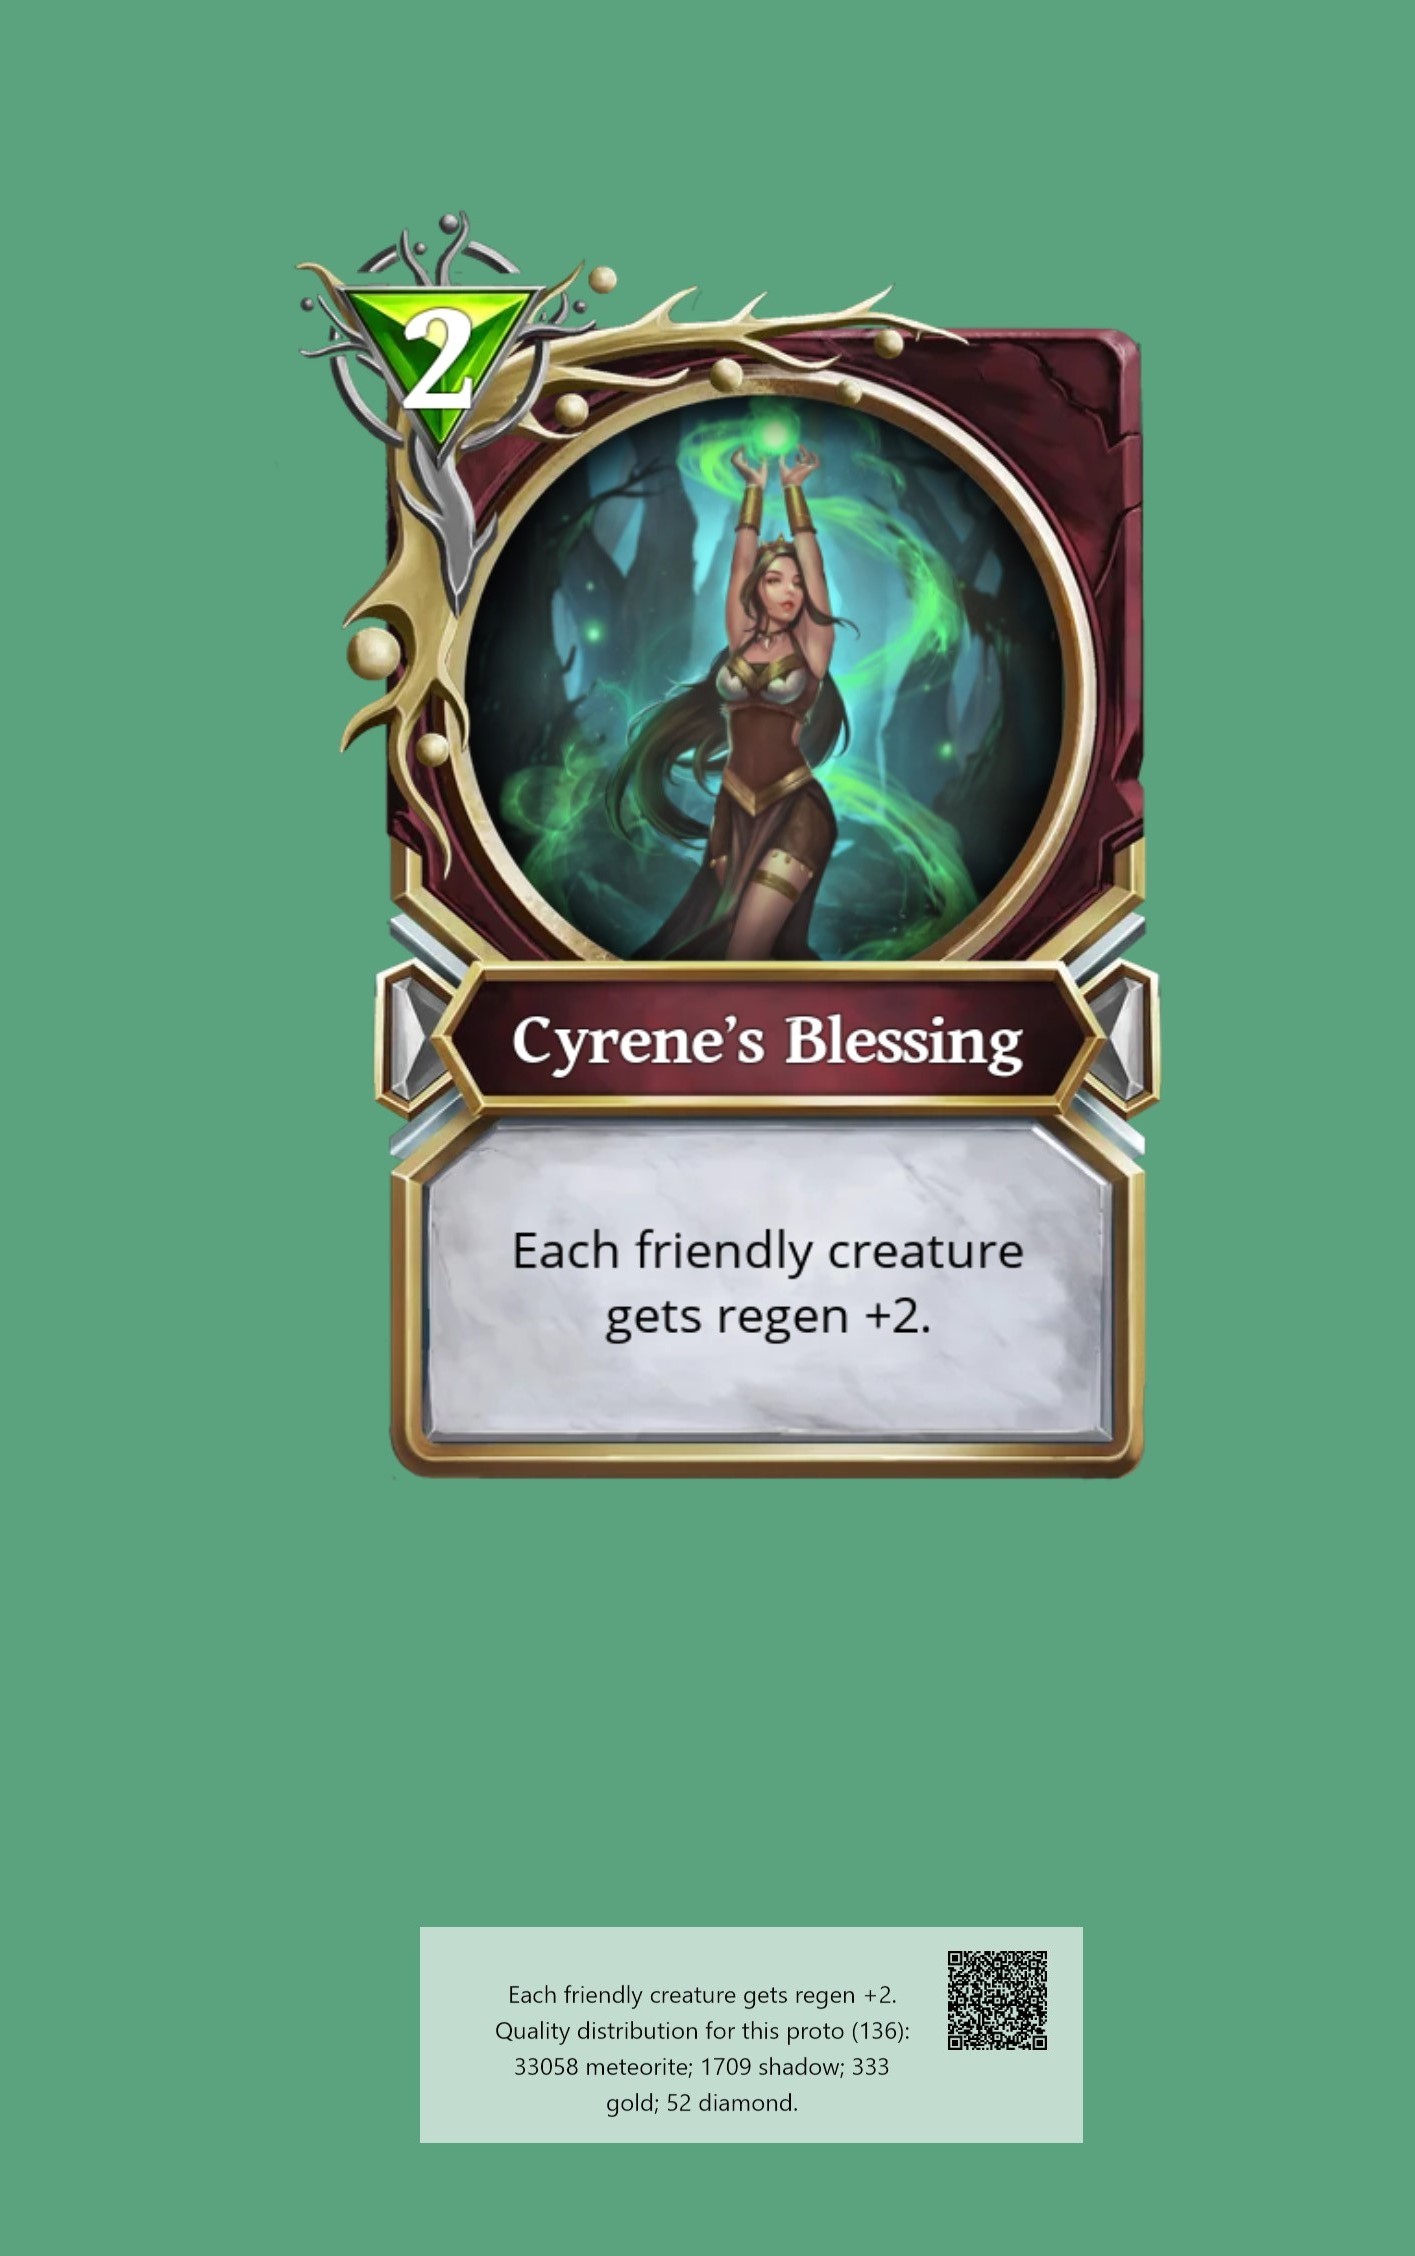 2
Cyrene’s Blessing
Each friendly creature
gets regen +2.
Each friendly creature gets regen +2.
Quality distribution for this proto (136):
33058 meteorite; 1709 shadow; 333
gold; 52 diamond.